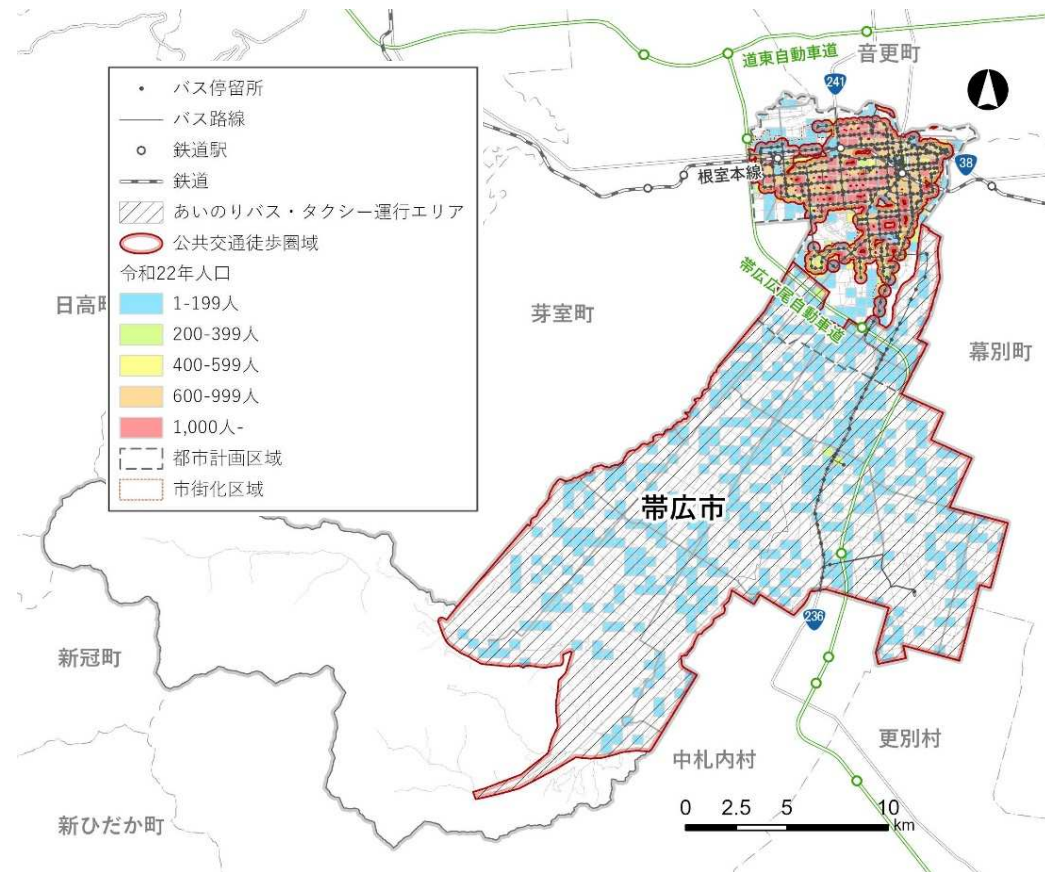 バス停留所
バス路線
鉄道駅
鉄道
あいのりバス・タクシー運行エリア
公共交通徒歩圏域
令和22年人口
1-199人
200-399人
400-599人
600-999人
1,000人-
都市計画区域
市街化区域
道東自動車道
音更町
241
38
根室本線
帯広広尾自動車道
日高町
芽室町
幕別町
帯広市
236
新冠町
更別村
中札内村
新ひだか町
0 2.5 5 10
km